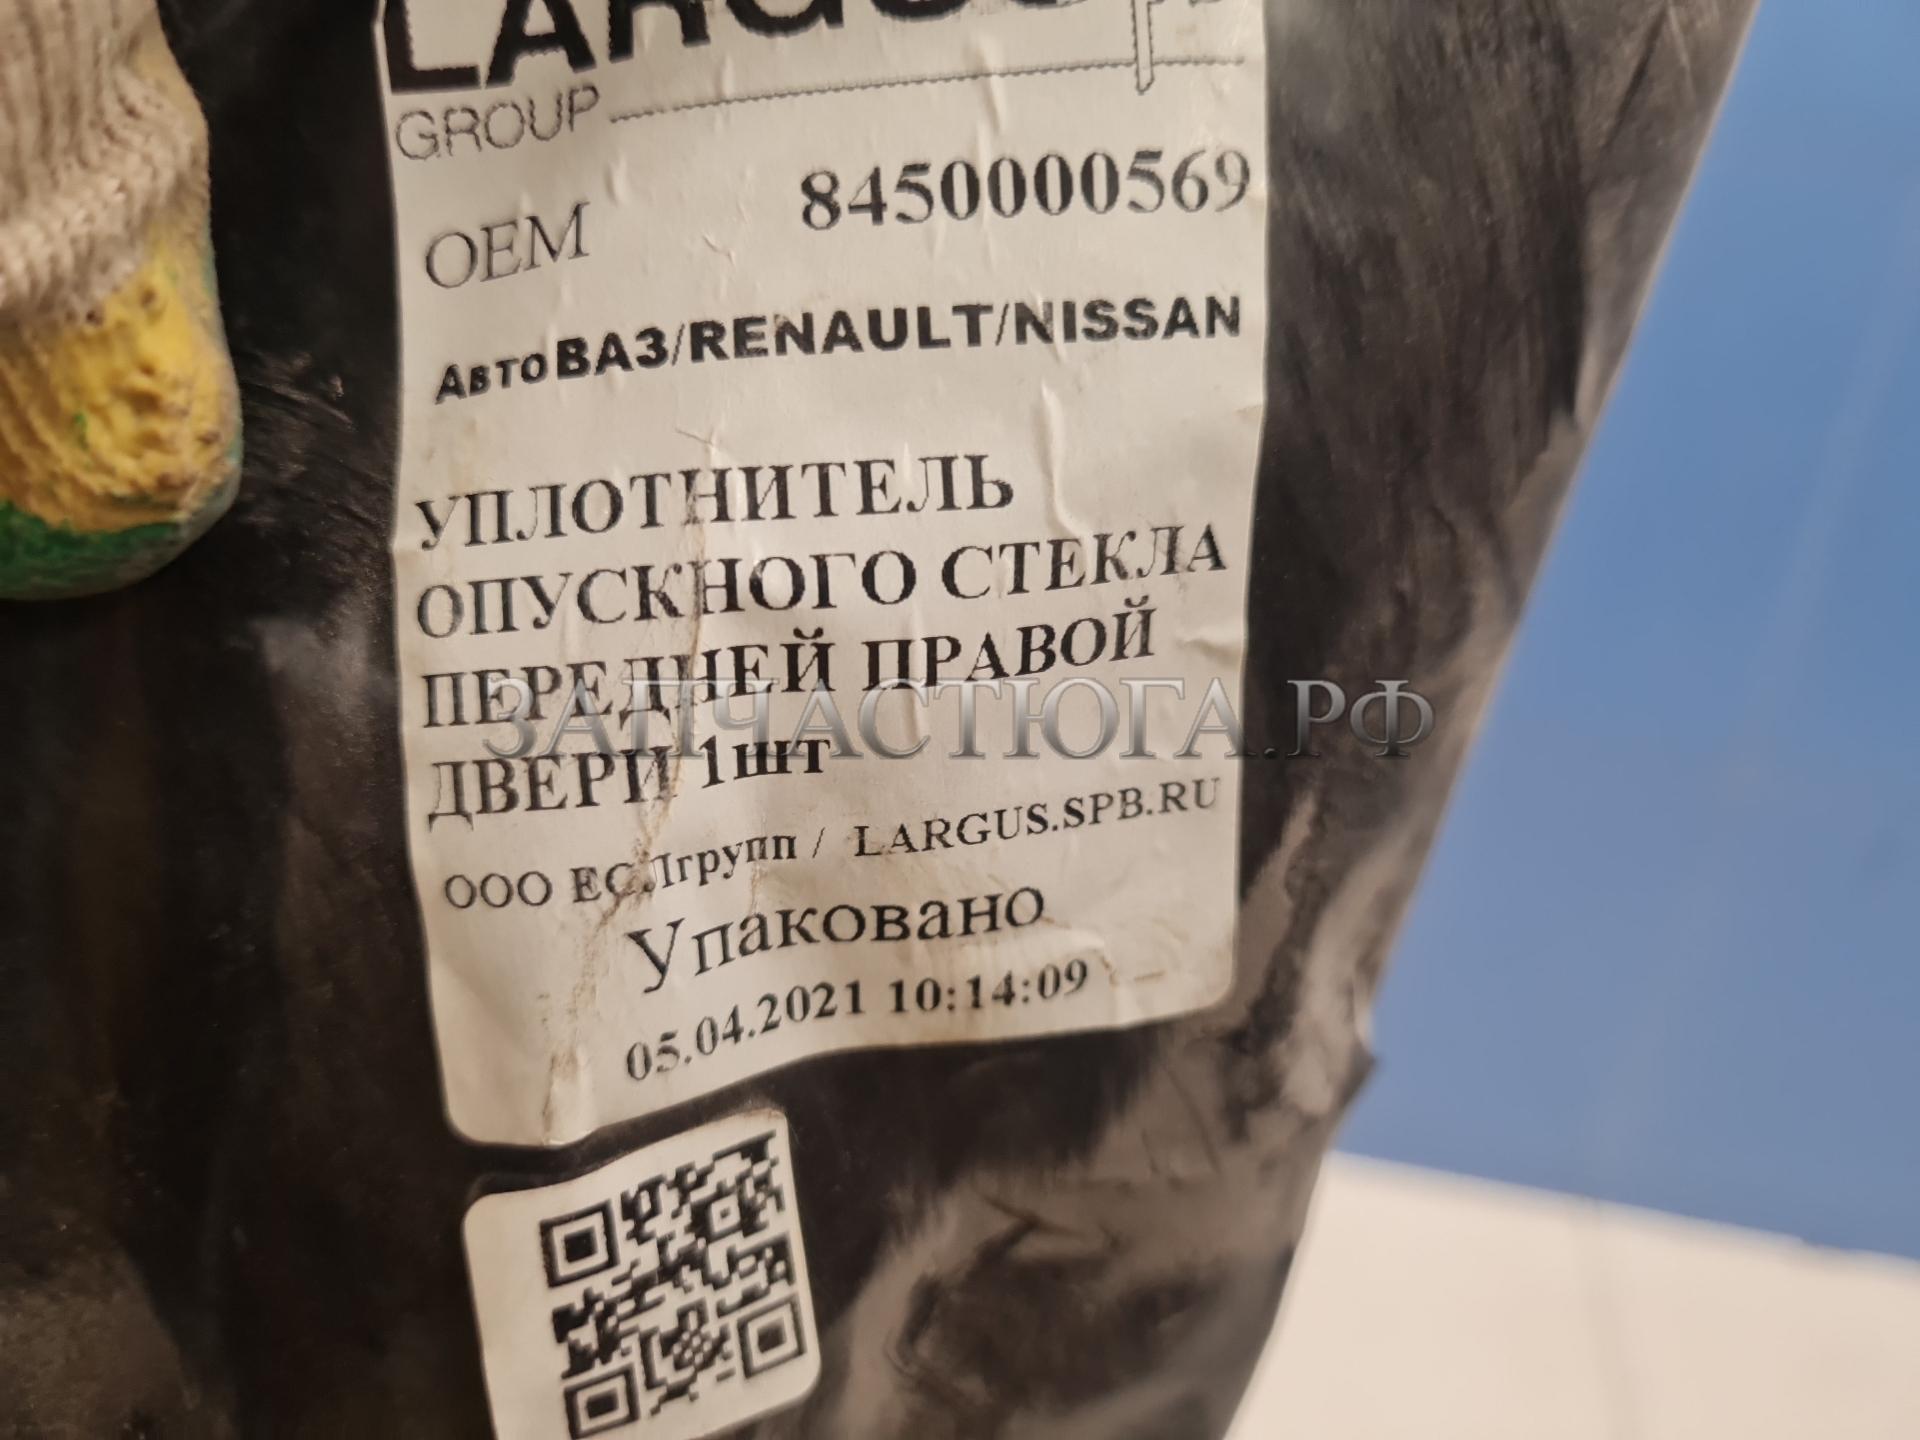 LARGUS
GROUP
OEM 8450000569
АвтоВАЗ/RENAULT/NISSAN
УПЛОТНИТЕЛЬ
ОПУСКНОГО СТЕКЛА
ПЕРЕДНЕЙ ПРАВОЙ
ДВЕРИ 1шт
ЗАПЧАСТЮГА.РФ
ООО ЕСЛгрупп / LARGUS.SPB.RU
Упаковано
05.04.2021 10:14:09